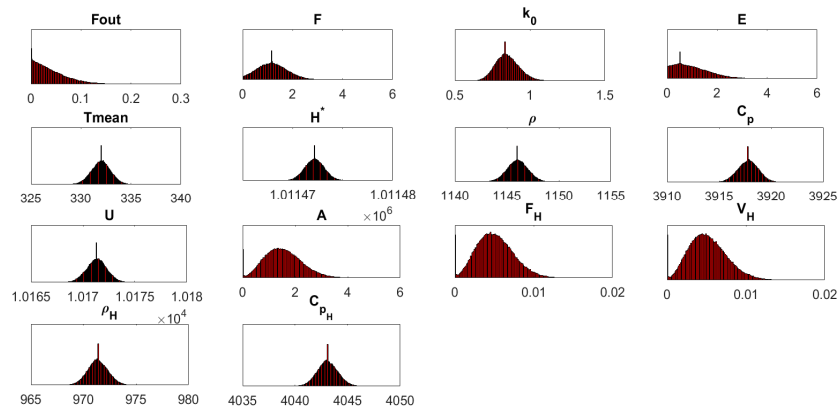 Fout F k0 E
0 0.1 0.2 0.3 0 2 4 6 0.5 1 1.5 0 2 4 6
Tmean H* ρ Cp
325 330 335 340 1.01147 1.01148 1140 1145 1150 1155 3910 3915 3920 3925
×10^6
U A FH VH
1.0165 1.017 1.0175 1.018 0 2 4 6 0 0.01 0.02 0 0.01 0.02
×10^4
ρH CpH
965 970 975 980 4035 4040 4045 4050